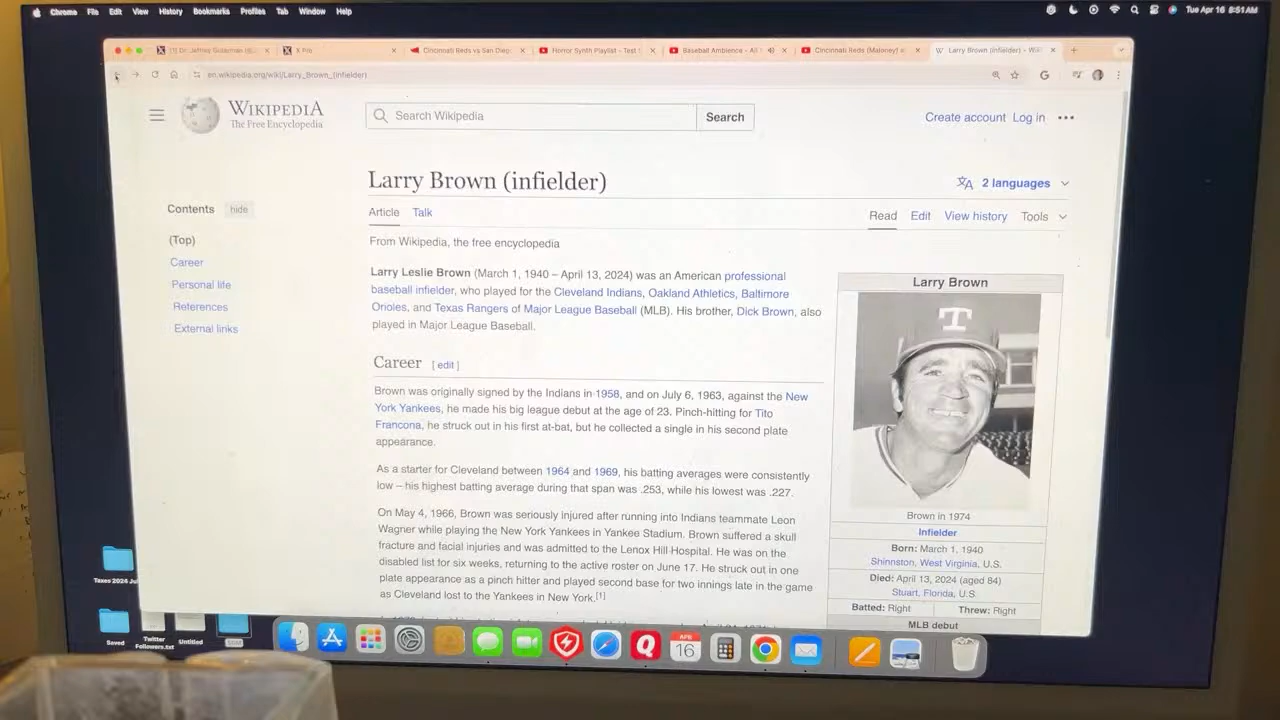 Chrome File Edit View History Bookmarks Profiles Tab Window Help
Tue Apr 16 8:51 AM
Cincinnati Reds vs San Dieg
Horror Synth Playlist - Test
Baseball Ambience - All
Cincinnati Reds (Maloney)
Larry Brown (infielder) - Wi
en.wikipedia.org/wiki/Larry_Brown_(infielder)
WIKIPEDIA
The Free Encyclopedia
Search Wikipedia
Search
Create account Log in
Larry Brown (infielder)
2 languages
Contents hide
(Top)
Career
Personal life
References
External links
Article Talk
Read Edit View history Tools
From Wikipedia, the free encyclopedia
Larry Leslie Brown (March 1, 1940 – April 13, 2024) was an American professional
baseball infielder, who played for the Cleveland Indians, Oakland Athletics, Baltimore
Orioles, and Texas Rangers of Major League Baseball (MLB). His brother, Dick Brown, also
played in Major League Baseball.
Career [ edit ]
Brown was originally signed by the Indians in 1958, and on July 6, 1963, against the New
York Yankees, he made his big league debut at the age of 23. Pinch-hitting for Tito
Francona, he struck out in his first at-bat, but he collected a single in his second plate
appearance.
As a starter for Cleveland between 1964 and 1969, his batting averages were consistently
low – his highest batting average during that span was .253, while his lowest was .227.
On May 4, 1966, Brown was seriously injured after running into Indians teammate Leon
Wagner while playing the New York Yankees in Yankee Stadium. Brown suffered a skull
fracture and facial injuries and was admitted to the Lenox Hill Hospital. He was on the
disabled list for six weeks, returning to the active roster on June 17. He struck out in one
plate appearance as a pinch hitter and played second base for two innings late in the game
as Cleveland lost to the Yankees in New York.[1]
Larry Brown
T
Brown in 1974
Infielder
Born: March 1, 1940
Shinnston, West Virginia, U.S.
Died: April 13, 2024 (aged 84)
Stuart, Florida, U.S.
Batted: Right Threw: Right
MLB debut
Taxes 2024
Saved
Twitter
Followers.txt
Untitled
APR
16